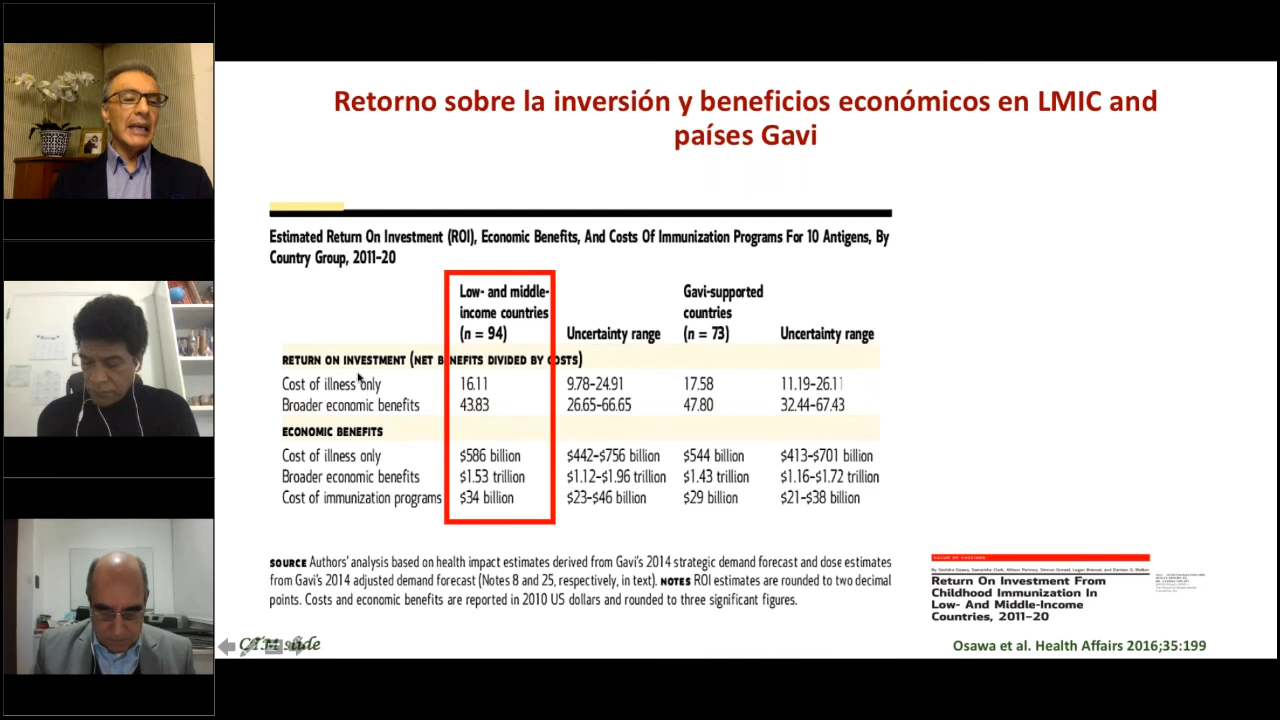 Retorno sobre la inversión y beneficios económicos en LMIC and
países Gavi
Estimated Return On Investment (ROI), Economic Benefits, And Costs Of Immunization Programs For 10 Antigens, By
Country Group, 2011–20
Low- and middle-
income countries
(n = 94)
Uncertainty range
Gavi-supported
countries
(n = 73)
Uncertainty range
RETURN ON INVESTMENT (NET BENEFITS DIVIDED BY COSTS)
Cost of illness only 16.11 9.78–24.91 17.58 11.19–26.11
Broader economic benefits 43.83 26.65–66.65 47.80 32.44–67.43
ECONOMIC BENEFITS
Cost of illness only $586 billion $442–$756 billion $544 billion $413–$701 billion
Broader economic benefits $1.53 trillion $1.12–$1.96 trillion $1.43 trillion $1.16–$1.72 trillion
Cost of immunization programs $34 billion $23–$46 billion $29 billion $21–$38 billion
SOURCE Authors' analysis based on health impact estimates derived from Gavi's 2014 strategic demand forecast and dose estimates
from Gavi's 2014 adjusted demand forecast (Notes 8 and 25, respectively, in text). NOTES ROI estimates are rounded to two decimal
points. Costs and economic benefits are reported in 2010 US dollars and rounded to three significant figures.
VALUE OF VACCINES
Return On Investment From
Childhood Immunization In
Low- And Middle-Income
Countries, 2011–20
CTM slide
Osawa et al. Health Affairs 2016;35:199